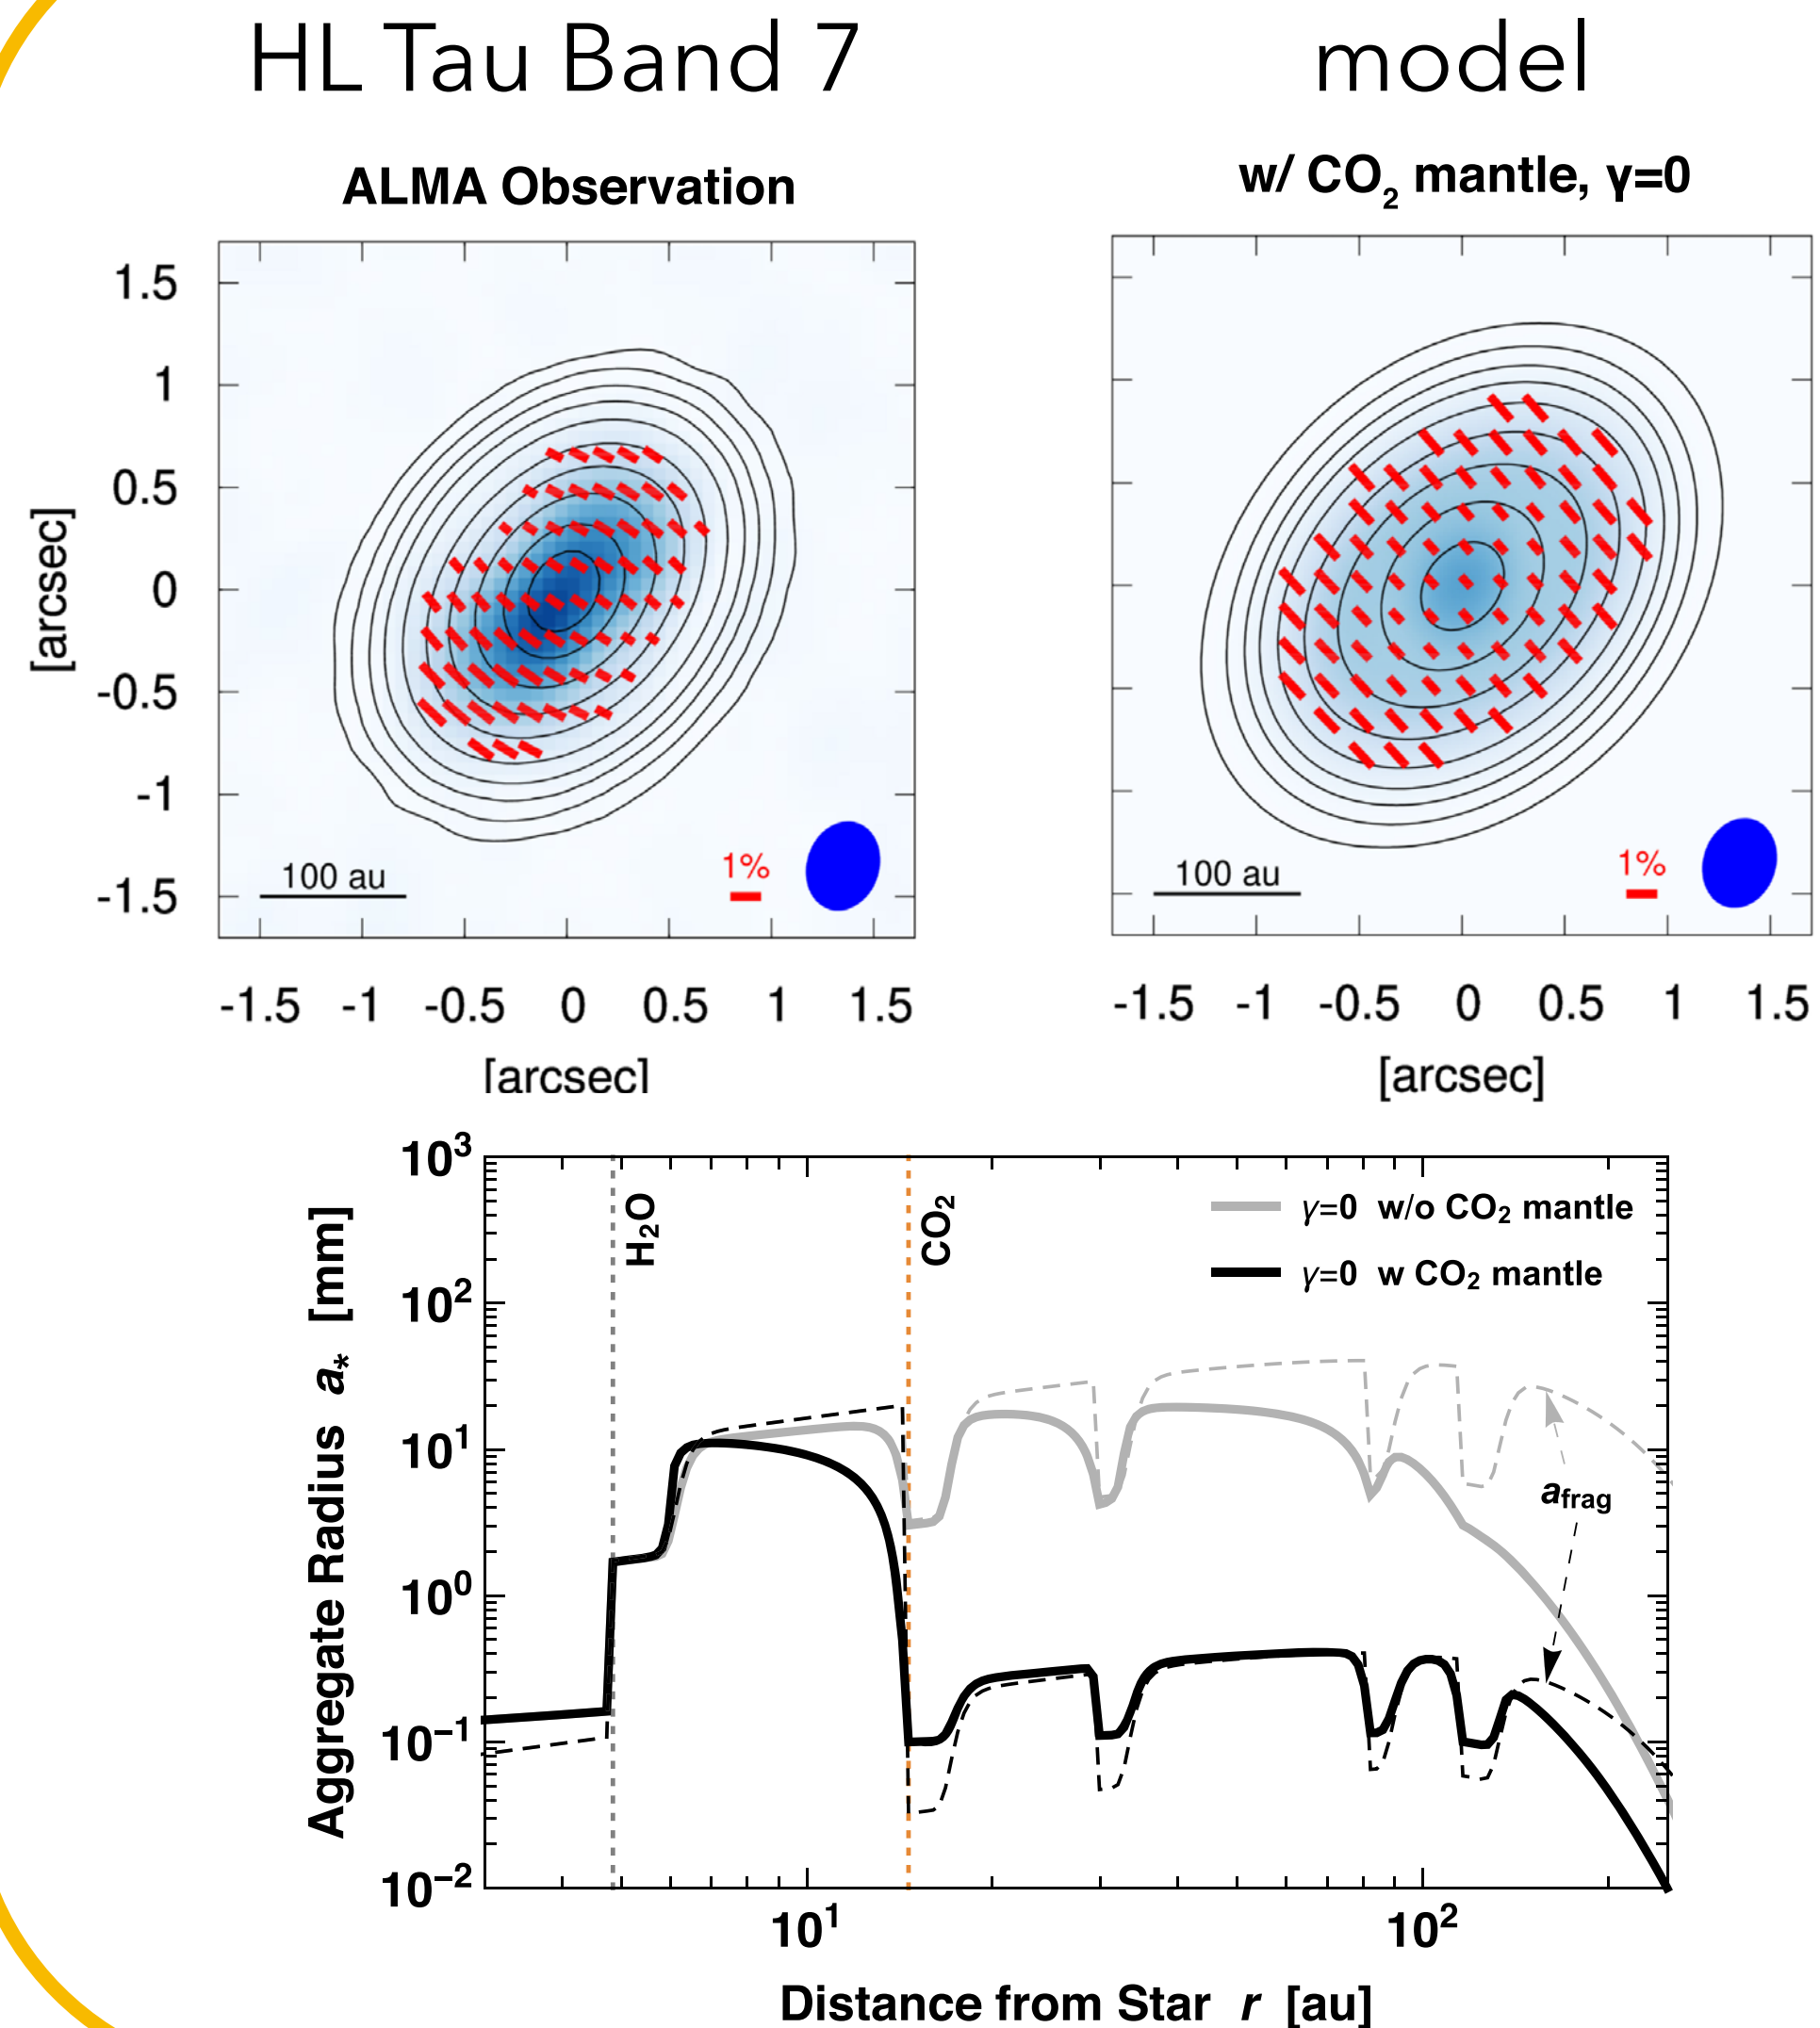 HL Tau Band 7
model
ALMA Observation
w/ CO₂ mantle, γ=0
[arcsec]
1.5
1
0.5
0
-0.5
-1
-1.5
100 au
1%
100 au
1%
-1.5 -1 -0.5 0 0.5 1 1.5
-1.5 -1 -0.5 0 0.5 1 1.5
[arcsec]
[arcsec]
Aggregate Radius a* [mm]
10³
10²
10¹
10⁰
10⁻¹
10⁻²
H₂O
CO₂
γ=0 w/o CO₂ mantle
γ=0 w CO₂ mantle
afrag
10¹ 10²
Distance from Star r [au]